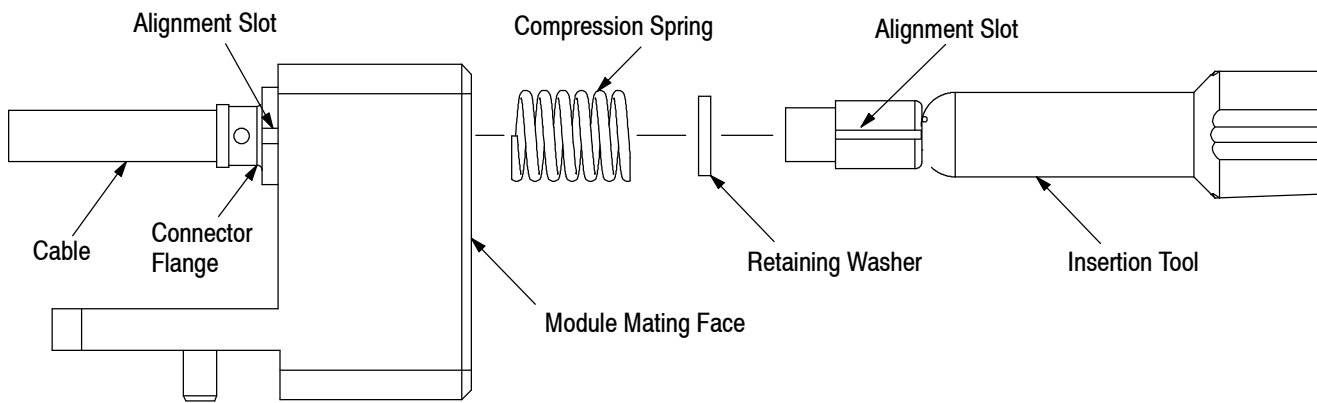 Alignment Slot
Compression Spring
Alignment Slot
Cable
Connector
Flange
Retaining Washer
Insertion Tool
Module Mating Face